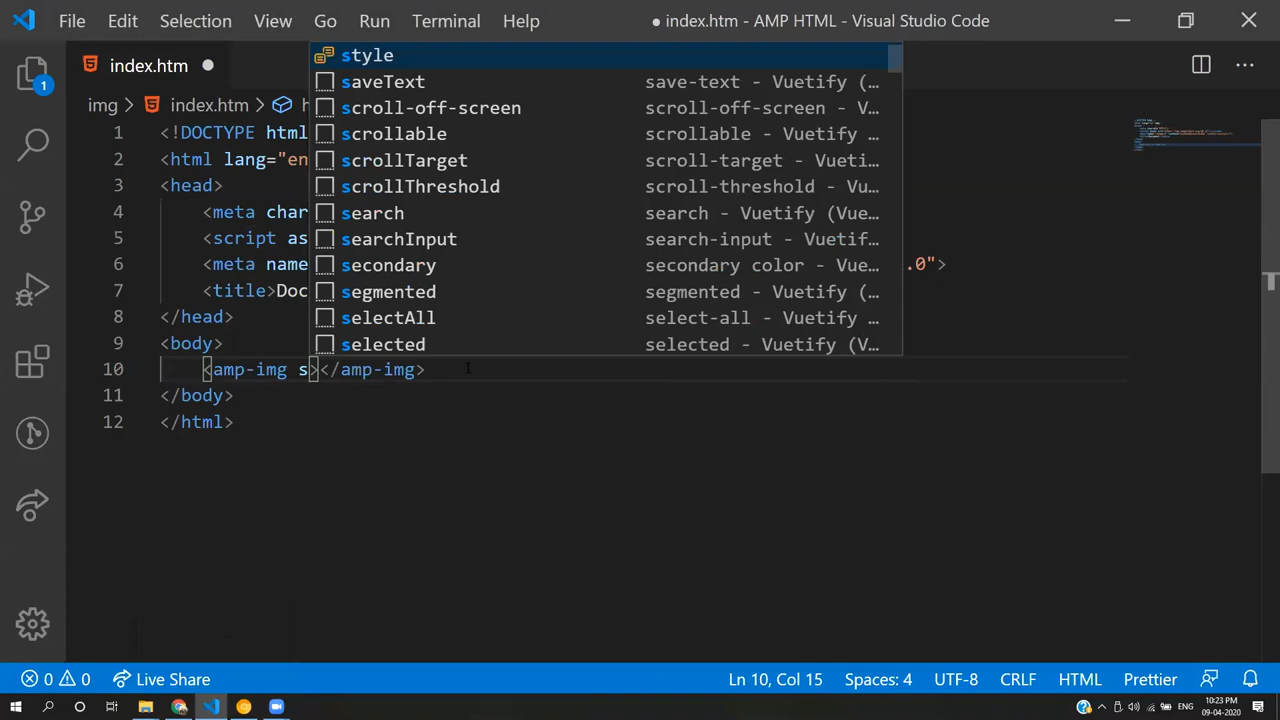 File Edit Selection View Go Run Terminal Help ● index.htm - AMP HTML - Visual Studio Code
index.htm ●
img > index.htm > h
style
saveText save-text - Vuetify (…
scroll-off-screen scroll-off-screen - V…
scrollable scrollable - Vuetify …
scrollTarget scroll-target - Vueti…
scrollThreshold scroll-threshold - Vu…
search search - Vuetify (Vue…
searchInput search-input - Vuetif…
secondary secondary color - Vue…
segmented segmented - Vuetify (…
selectAll select-all - Vuetify …
selected selected - Vuetify (V…
1 <!DOCTYPE html
2 <html lang="en
3 <head>
4 <meta char
5 <script as
6 <meta name .0">
7 <title>Doc
8 </head>
9 <body>
10 <amp-img s></amp-img>
11 </body>
12 </html>
1
0 0 Live Share Ln 10, Col 15 Spaces: 4 UTF-8 CRLF HTML Prettier
ENG 10:23 PM
09-04-2020